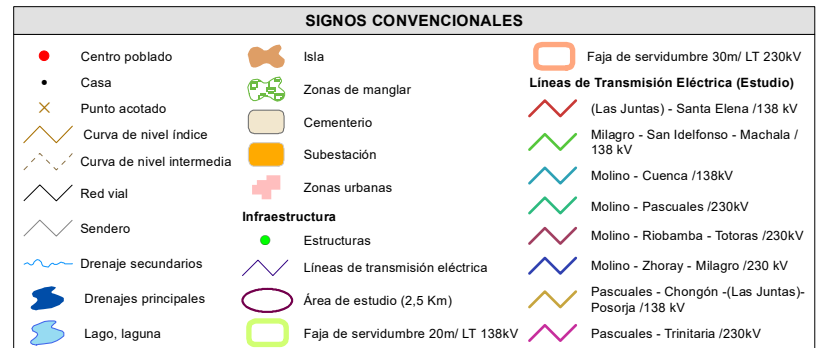 SIGNOS CONVENCIONALES
Centro poblado
Casa
Punto acotado
Curva de nivel índice
Curva de nivel intermedia
Red vial
Sendero
Drenaje secundarios
Drenajes principales
Lago, laguna
Isla
Zonas de manglar
Cementerio
Subestación
Zonas urbanas
Infraestructura
Estructuras
Líneas de transmisión eléctrica
Área de estudio (2,5 Km)
Faja de servidumbre 20m/ LT 138kV
Faja de servidumbre 30m/ LT 230kV
Líneas de Transmisión Eléctrica (Estudio)
(Las Juntas) - Santa Elena /138 kV
Milagro - San Idelfonso - Machala /
138 kV
Molino - Cuenca /138kV
Molino - Pascuales /230kV
Molino - Riobamba - Totoras /230kV
Molino - Zhoray - Milagro /230 kV
Pascuales - Chongón -(Las Juntas)-
Posorja /138 kV
Pascuales - Trinitaria /230kV